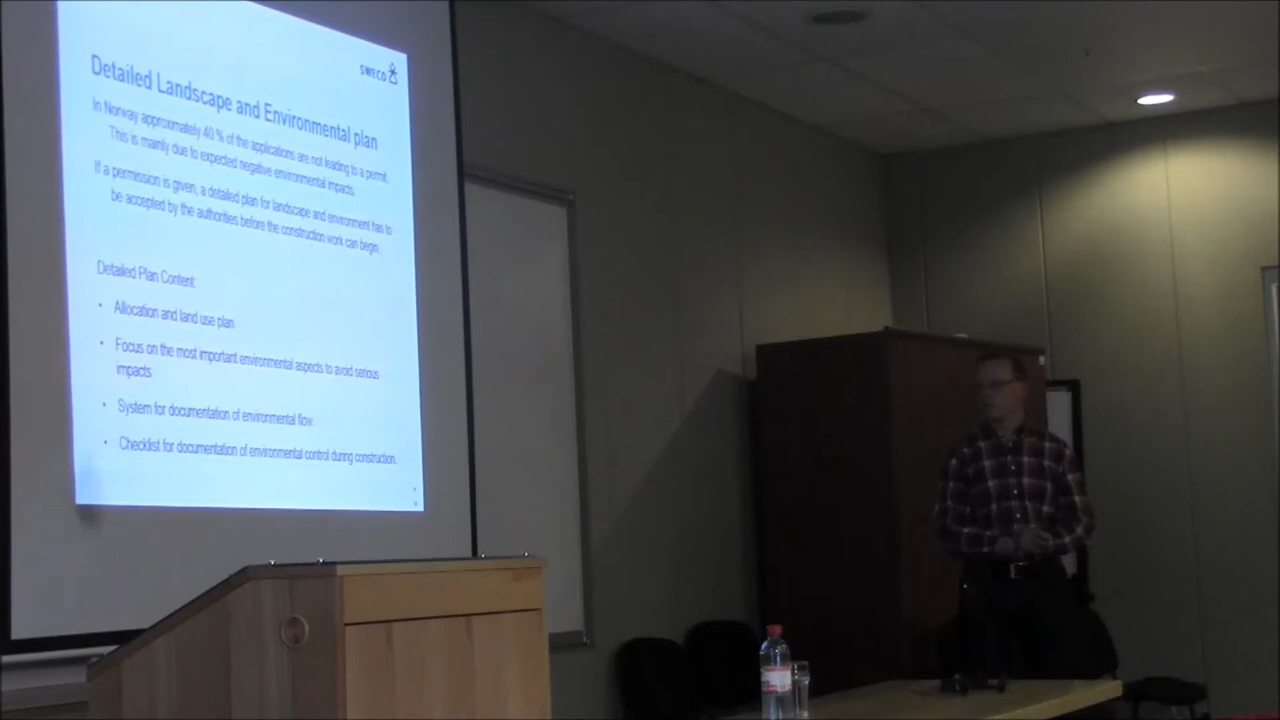 SWECO
Detailed Landscape and Environmental plan
In Norway approximately 40 % of the applications are not leading to a permit.
This is mainly due to expected negative environmental impacts.
If a permission is given, a detailed plan for landscape and environment has to
be accepted by the authorities before the construction work can begin.
Detailed Plan Content:
• Allocation and land use plan
• Focus on the most important environmental aspects to avoid serious
impacts
• System for documentation of environmental flow.
• Checklist for documentation of environmental control during construction.